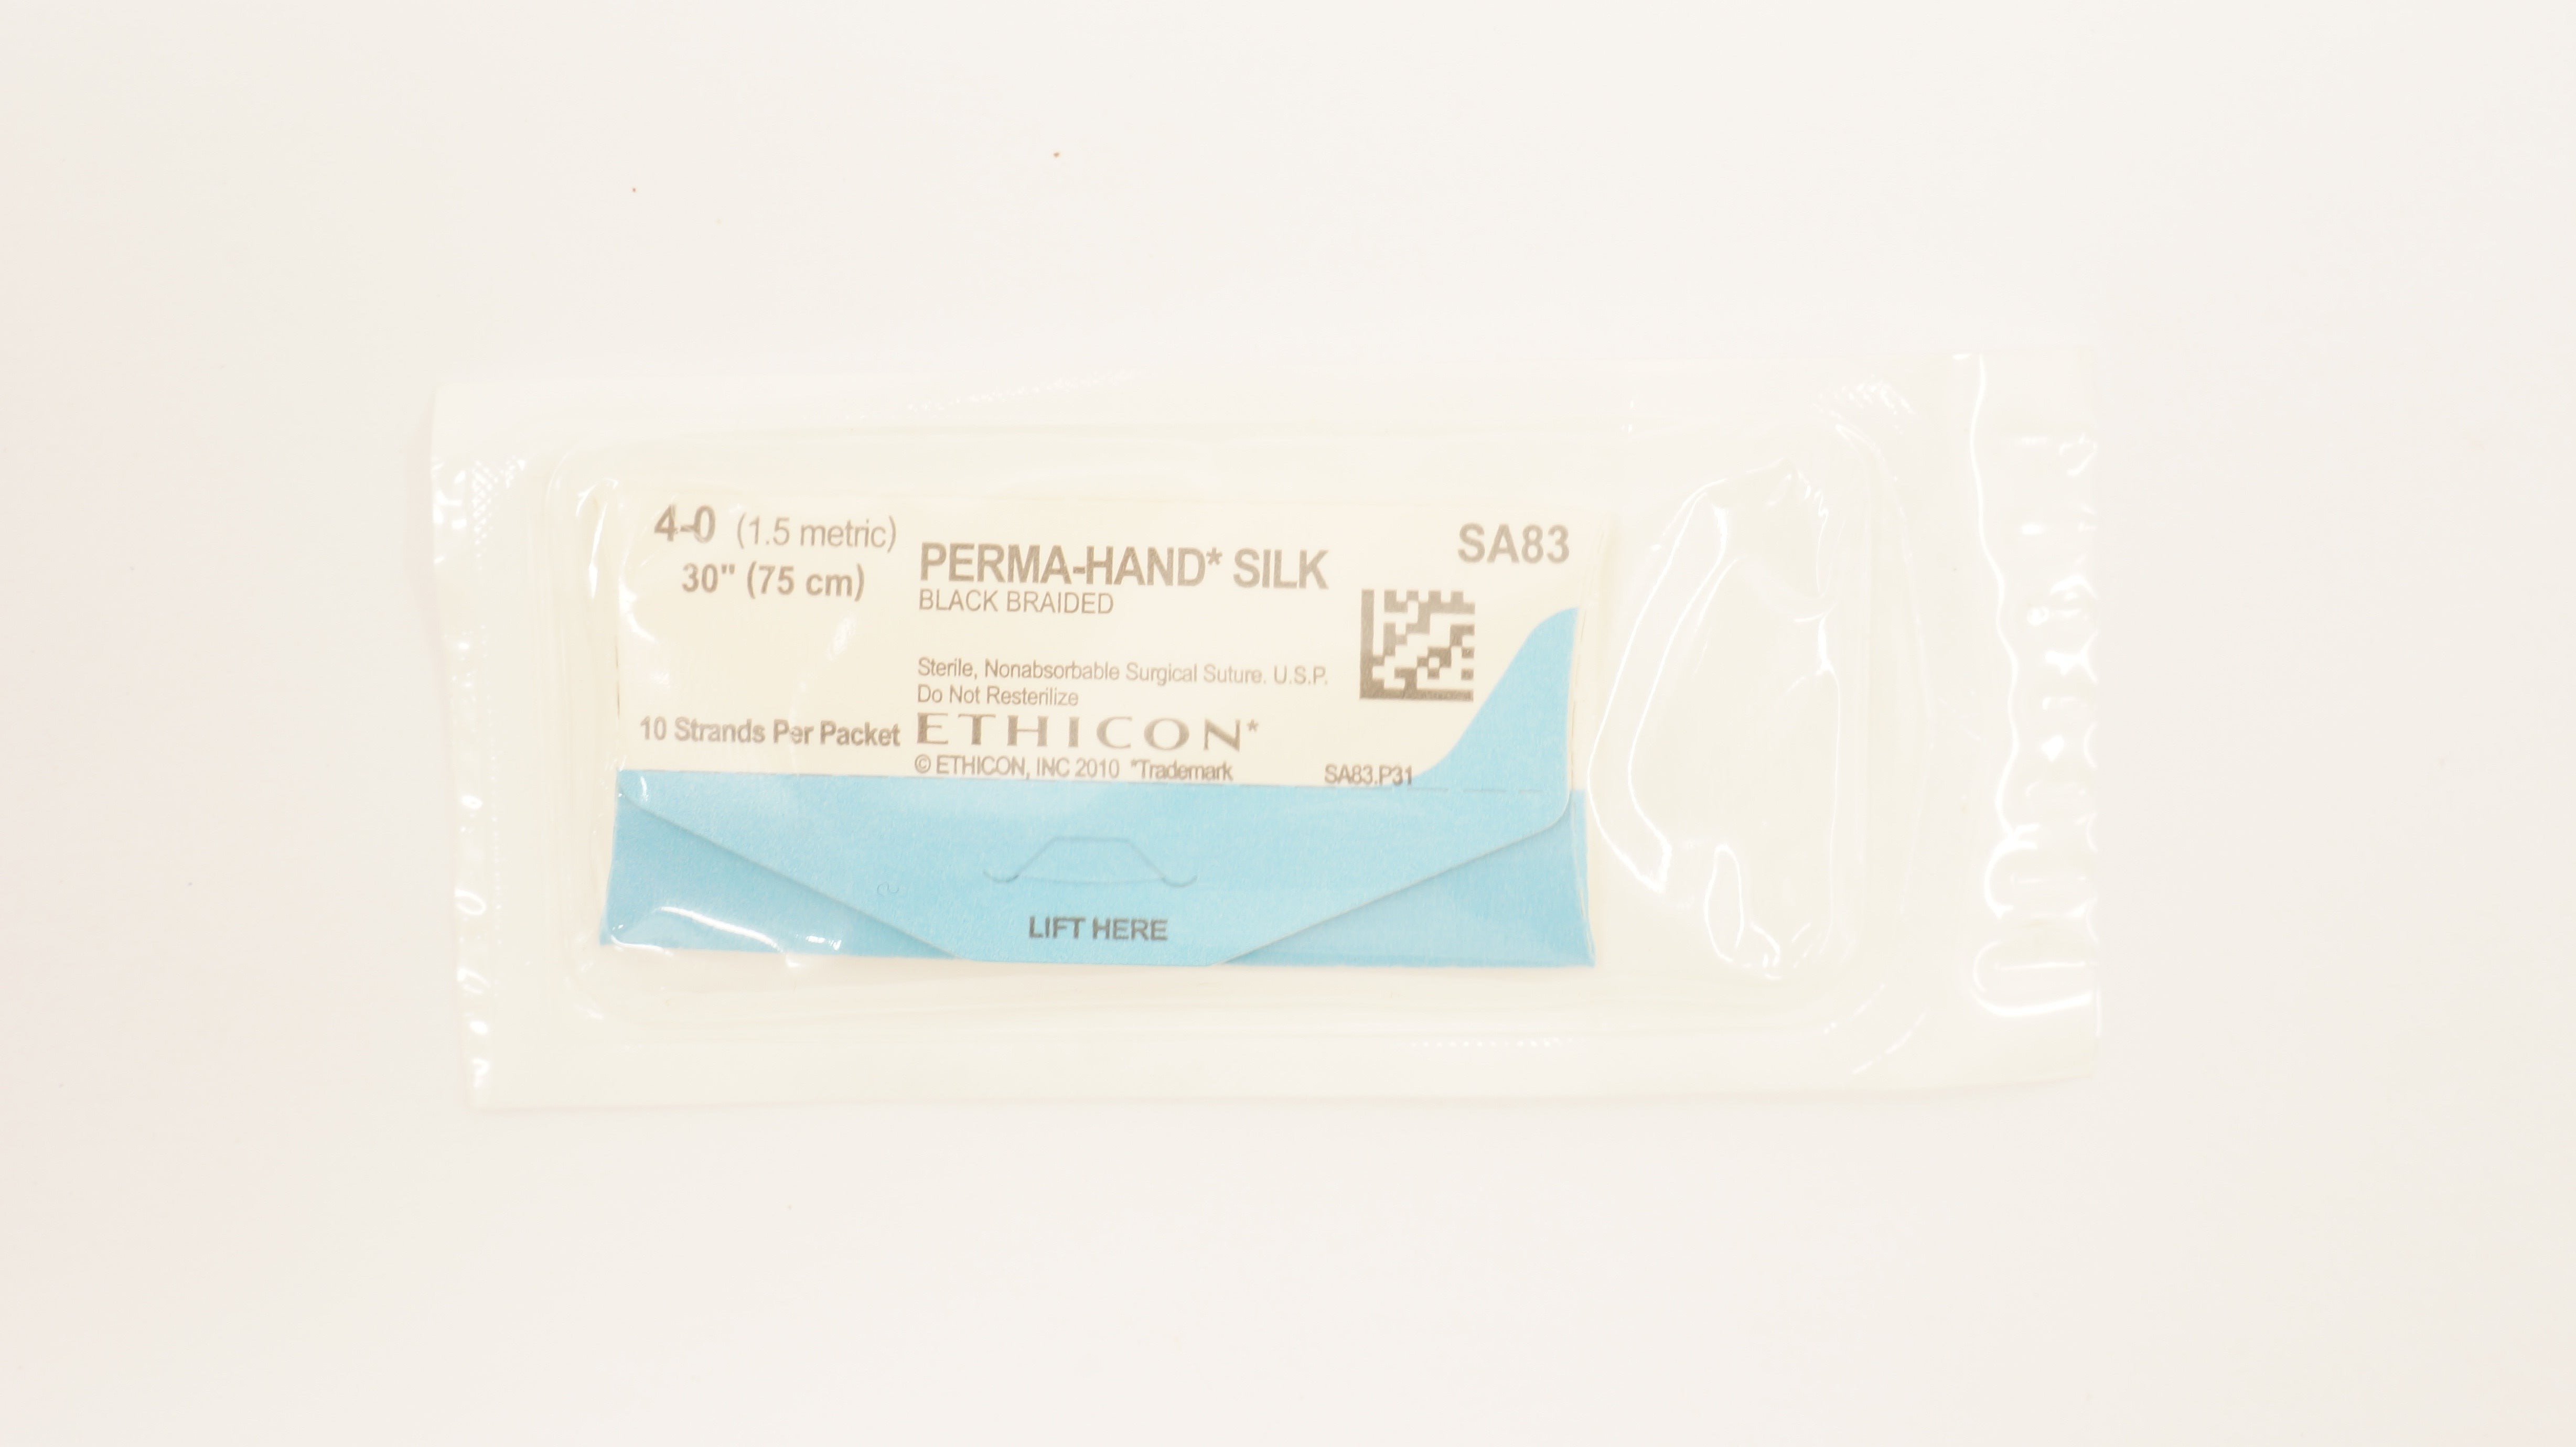 4-0 (1.5 metric)
30" (75 cm)
10 Strands Per Packet
PERMA-HAND* SILK
BLACK BRAIDED
Sterile, Nonabsorbable Surgical Suture. U.S.P.
Do Not Resterilize
ETHICON*
© ETHICON, INC 2010 *Trademark
SA83
SA83.P31
LIFT HERE